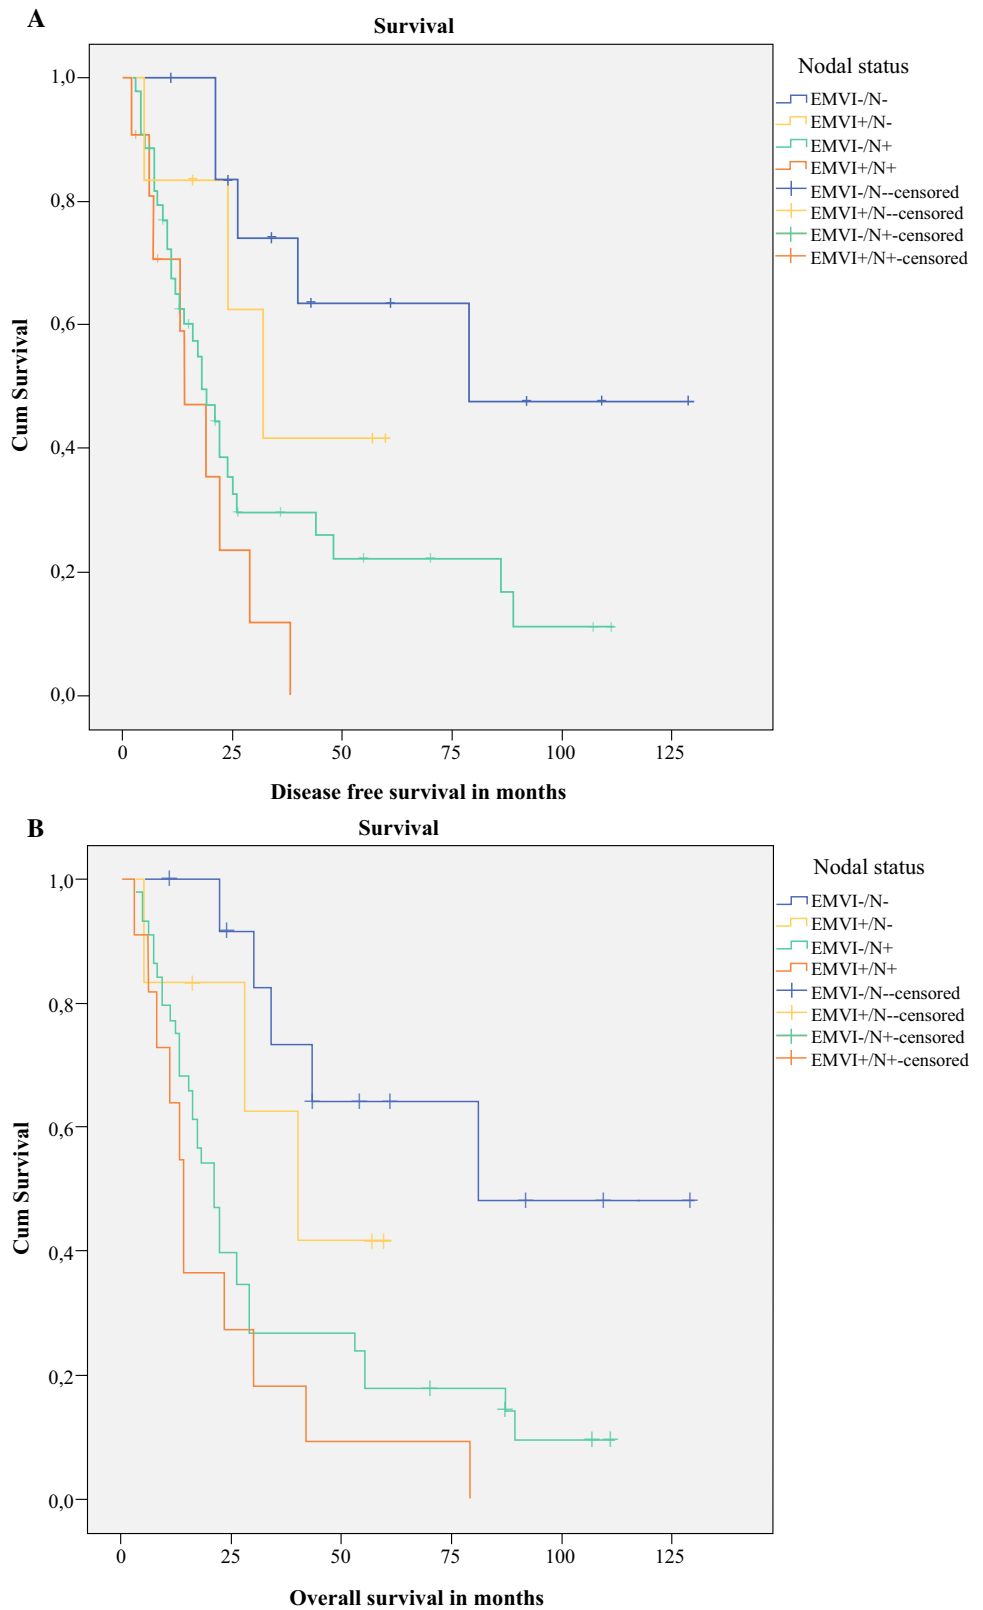 A
Survival
Nodal status
EMVI-/N-
EMVI+/N-
EMVI-/N+
EMVI+/N+
EMVI-/N--censored
EMVI+/N--censored
EMVI-/N+-censored
EMVI+/N+-censored
Cum Survival
1,0
0,8
0,6
0,4
0,2
0,0
0 25 50 75 100 125
Disease free survival in months
B
Survival
Nodal status
EMVI-/N-
EMVI+/N-
EMVI-/N+
EMVI+/N+
EMVI-/N--censored
EMVI+/N--censored
EMVI-/N+-censored
EMVI+/N+-censored
Cum Survival
1,0
0,8
0,6
0,4
0,2
0,0
0 25 50 75 100 125
Overall survival in months